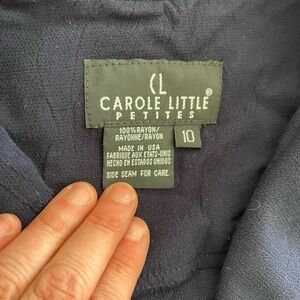 CL
CAROLE LITTLE®
PETITES
100% RAYON/
RAYONNE/RAYON
10
MADE IN USA
FABRIQUÉ AUX ETATS-UNIS
HECHO EN ESTADOS UNIDOS
SIDE SEAM FOR CARE.